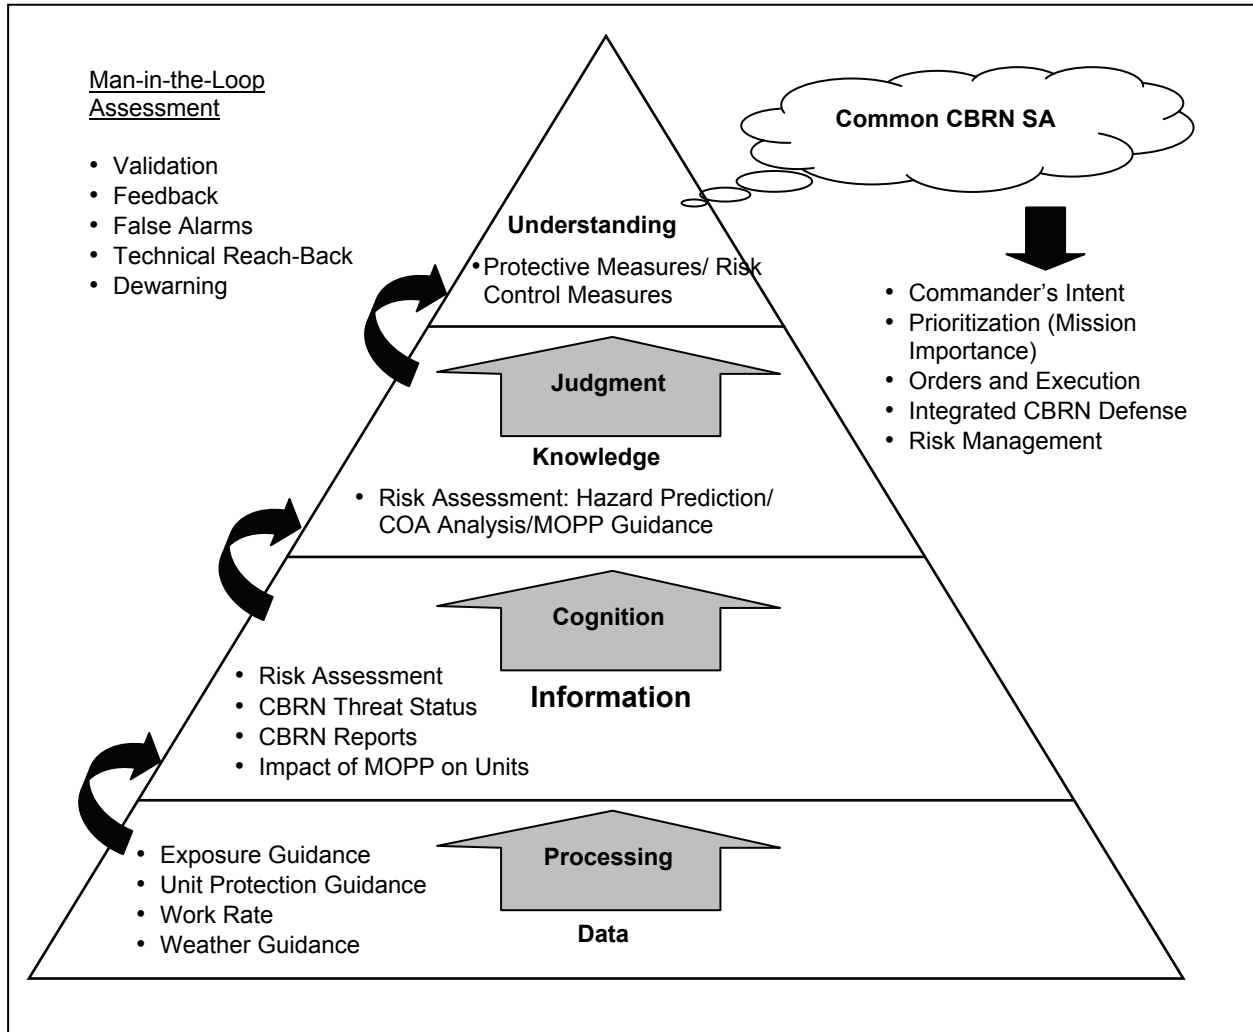 Man-in-the-Loop
Assessment
• Validation
• Feedback
• False Alarms
• Technical Reach-Back
• Dewarning
Common CBRN SA
• Commander’s Intent
• Prioritization (Mission
Importance)
• Orders and Execution
• Integrated CBRN Defense
• Risk Management
Understanding
• Protective Measures/ Risk
Control Measures
Judgment
Knowledge
• Risk Assessment: Hazard Prediction/
COA Analysis/MOPP Guidance
Cognition
Information
• Risk Assessment
• CBRN Threat Status
• CBRN Reports
• Impact of MOPP on Units
Processing
Data
• Exposure Guidance
• Unit Protection Guidance
• Work Rate
• Weather Guidance